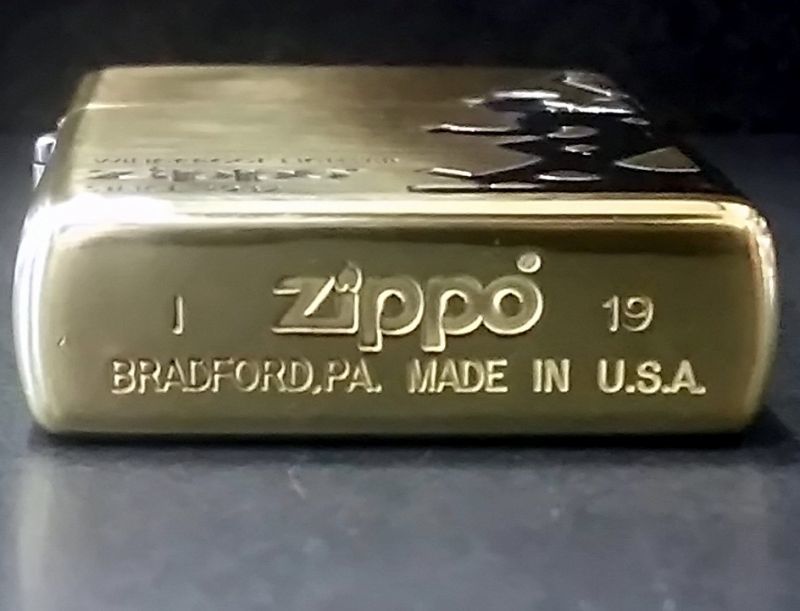 I zippo 19
BRADFORD,PA. MADE IN U.S.A.